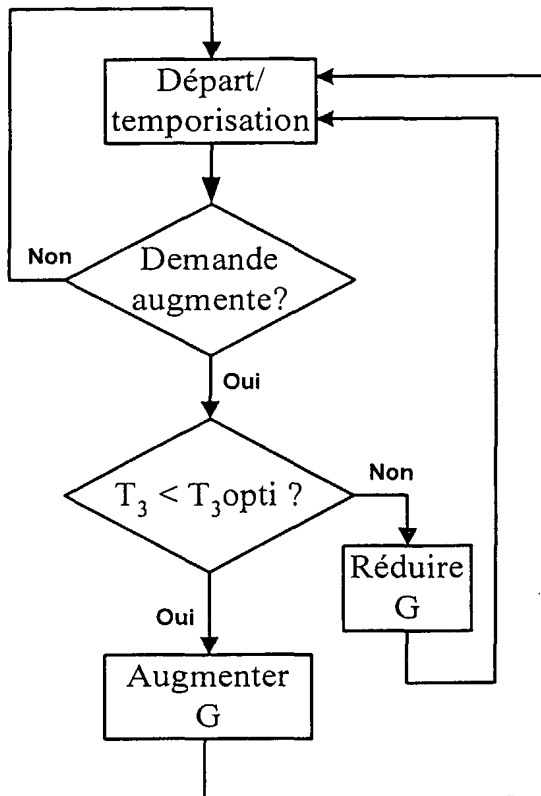 Départ/
temporisation
Non
Demande
augmente?
Oui
T₃ < T₃opti ?
Non
Réduire
G
Oui
Augmenter
G